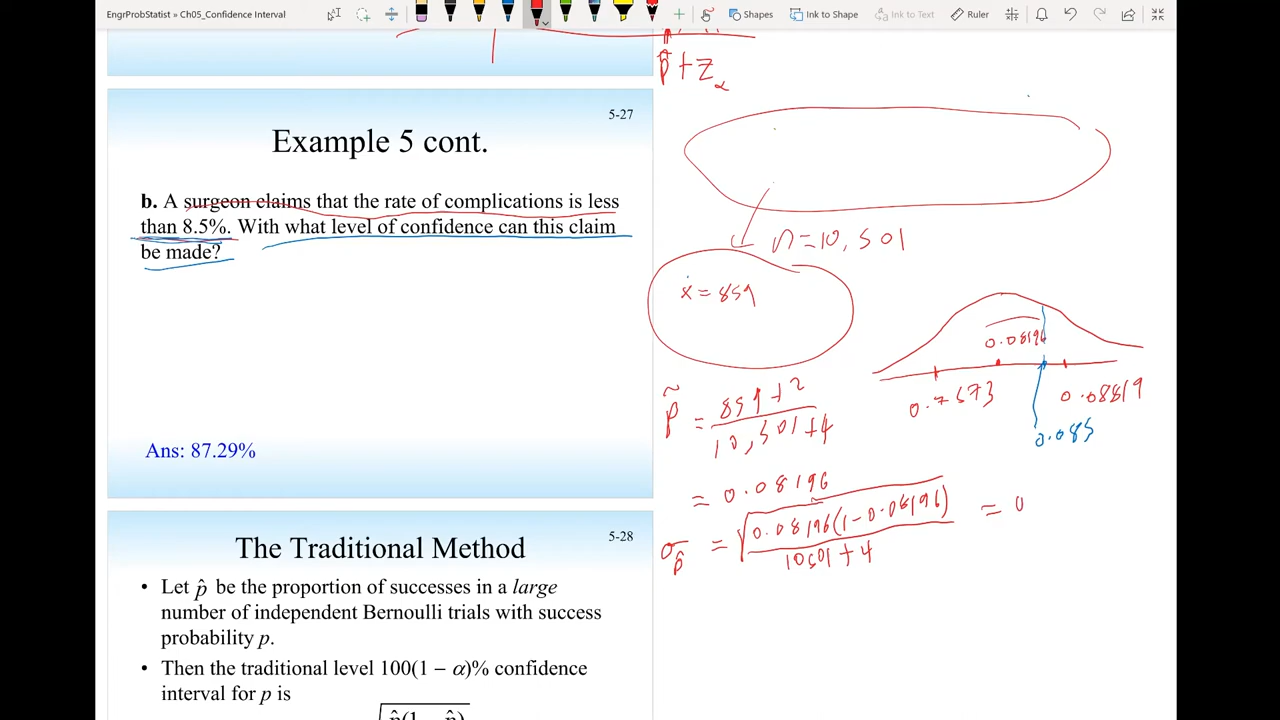 EngrProbStatist » Ch05_Confidence Interval
Shapes
Ink to Shape
Ink to Text
Ruler
p̂ + z
α
5-27
Example 5 cont.
b. A surgeon claims that the rate of complications is less
than 8.5%. With what level of confidence can this claim
be made?
Ans: 87.29%
n = 10,501
x = 859
0.08196
0.7573
0.08819
0.085
p̃ = 859+2
10,501+4
= 0.08196
σp̂ = √0.08196(1-0.08196) = 0
10501+4
5-28
The Traditional Method
• Let p̂ be the proportion of successes in a large
number of independent Bernoulli trials with success
probability p.
• Then the traditional level 100(1 − α)% confidence
interval for p is
p̂(1 − p̂)